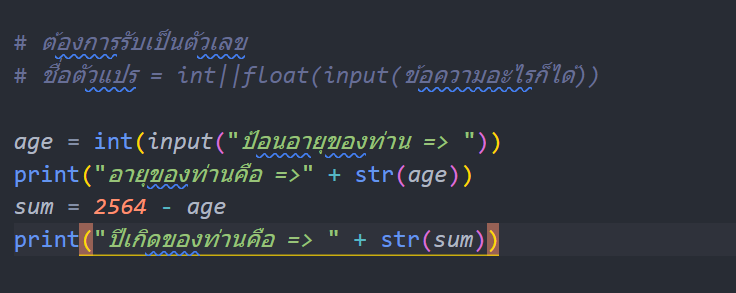 # ต้องการรับเป็นตัวเลข
# ชื่อตัวแปร = int||float(input(ข้อความอะไรก็ได้))
age = int(input("ป้อนอายุของท่าน => "))
print("อายุของท่านคือ =>" + str(age))
sum = 2564 - age
print("ปีเกิดของท่านคือ => " + str(sum))